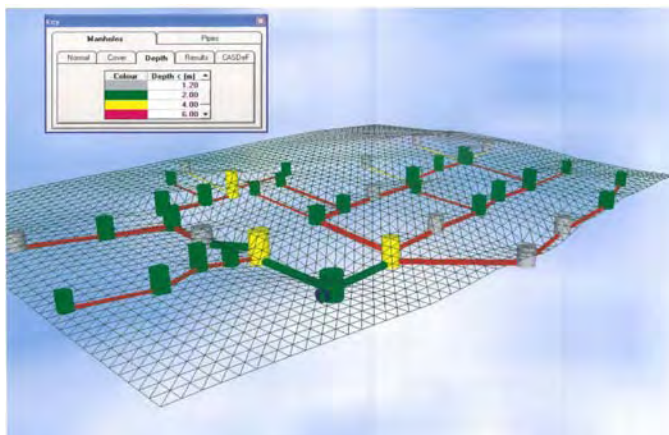 Key
Manholes Pipes
Normal Cover Depth Results CASDeF
Colour Depth < (m)
1.20
2.00
4.00
6.00